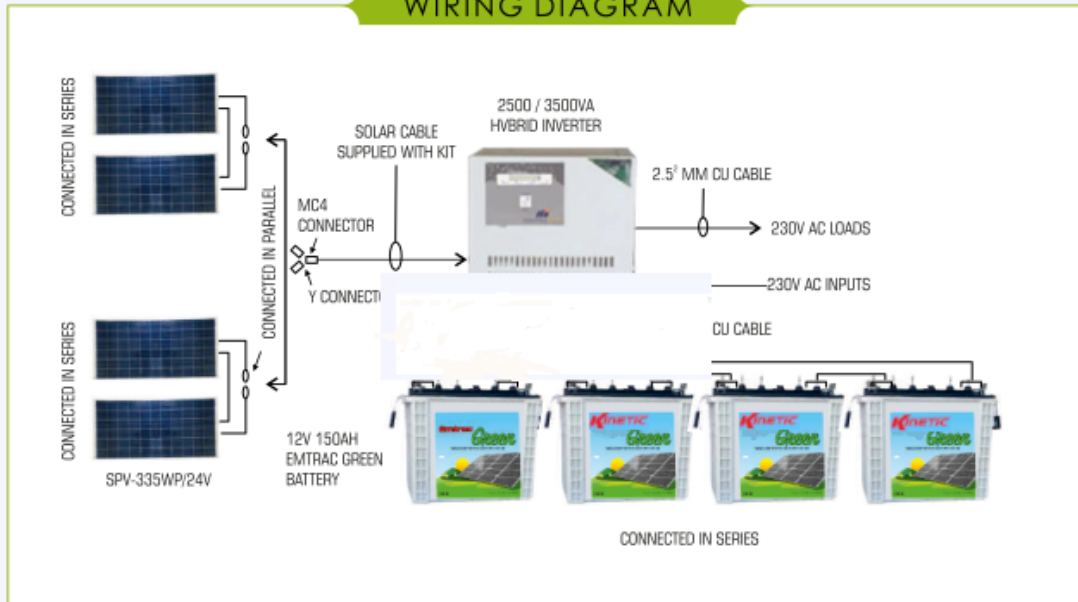 WIRING DIAGRAM
CONNECTED IN SERIES
SOLAR CABLE
SUPPLIED WITH KIT
2500 / 3500VA
HVBRID INVERTER
2.5² MM CU CABLE
230V AC LOADS
MC4
CONNECTOR
CONNECTED IN PARALLEL
Y CONNECTO
230V AC INPUTS
CU CABLE
CONNECTED IN SERIES
SPV-335WP/24V
12V 150AH
EMTRAC GREEN
BATTERY
Emtrac
Green
KINETIC
Green
KINETIC
Green
KINETIC
Green
CONNECTED IN SERIES